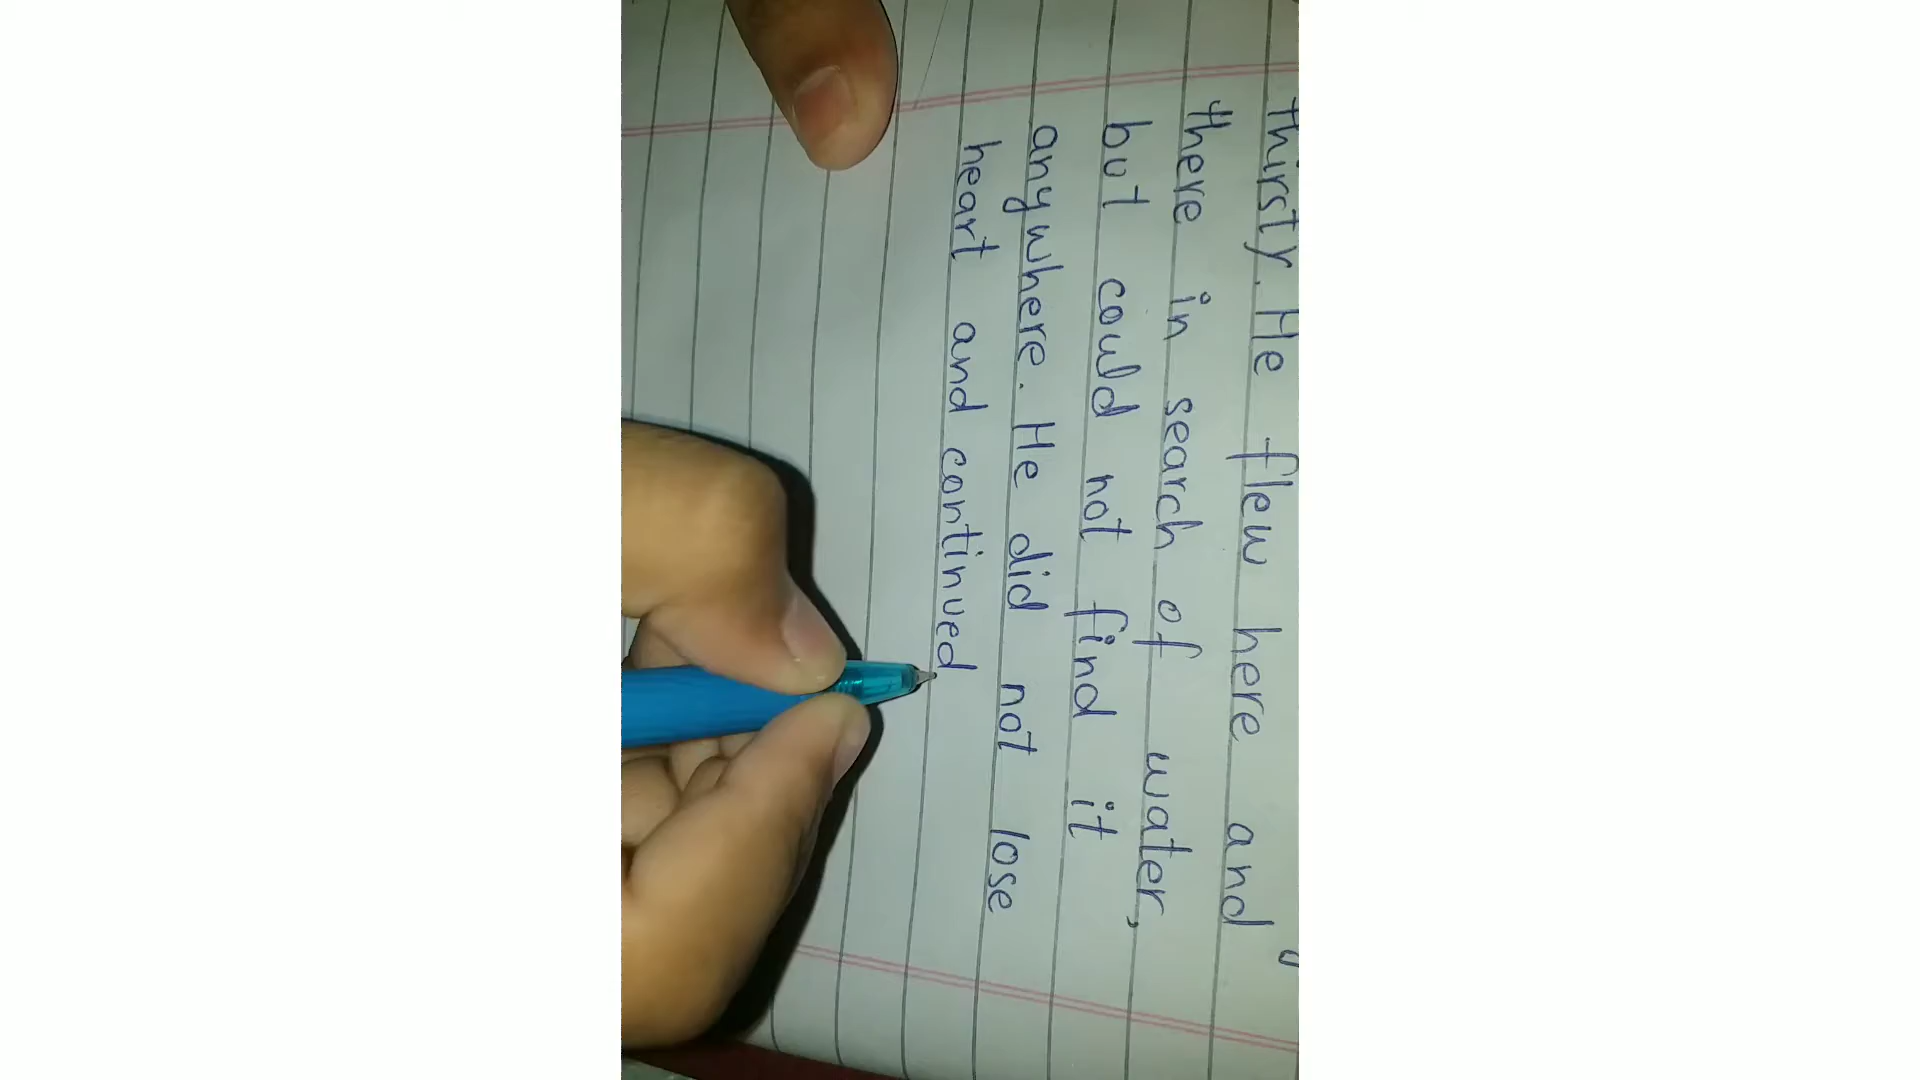 thirsty. He flew here and
there in search of water,
but could not find it
anywhere. He did not lose
heart and continued